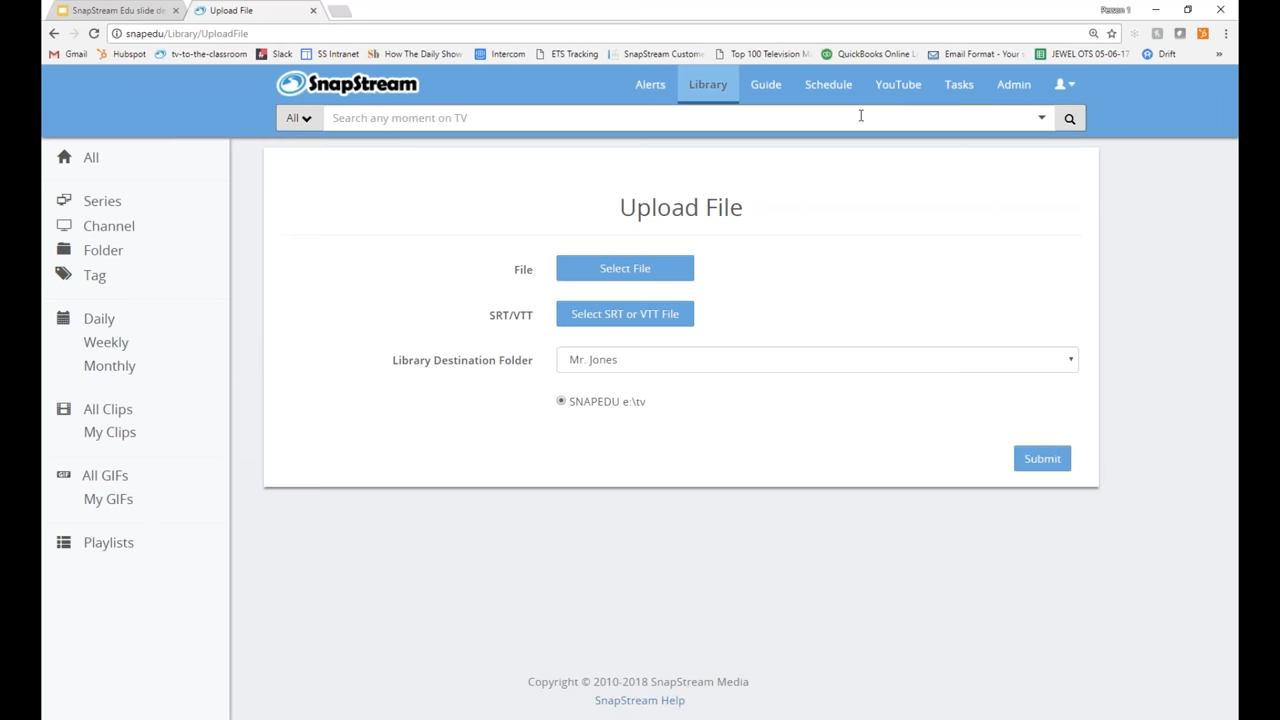 SnapStream Edu slide de
Upload File
Person 1
snapedu/Library/UploadFile
Gmail
Hubspot
tv-to-the-classroom
Slack
SS Intranet
How The Daily Show
Intercom
ETS Tracking
SnapStream Custome
Top 100 Television M
QuickBooks Online L
Email Format - Your s
JEWEL OTS 05-06-17
Drift
»
SnapStream
Alerts
Library
Guide
Schedule
YouTube
Tasks
Admin
All
Search any moment on TV
All
Series
Channel
Folder
Tag
Daily
Weekly
Monthly
All Clips
My Clips
GIF
All GIFs
My GIFs
Playlists
Upload File
File
Select File
SRT/VTT
Select SRT or VTT File
Library Destination Folder
Mr. Jones
SNAPEDU e:\tv
Submit
Copyright © 2010-2018 SnapStream Media
SnapStream Help